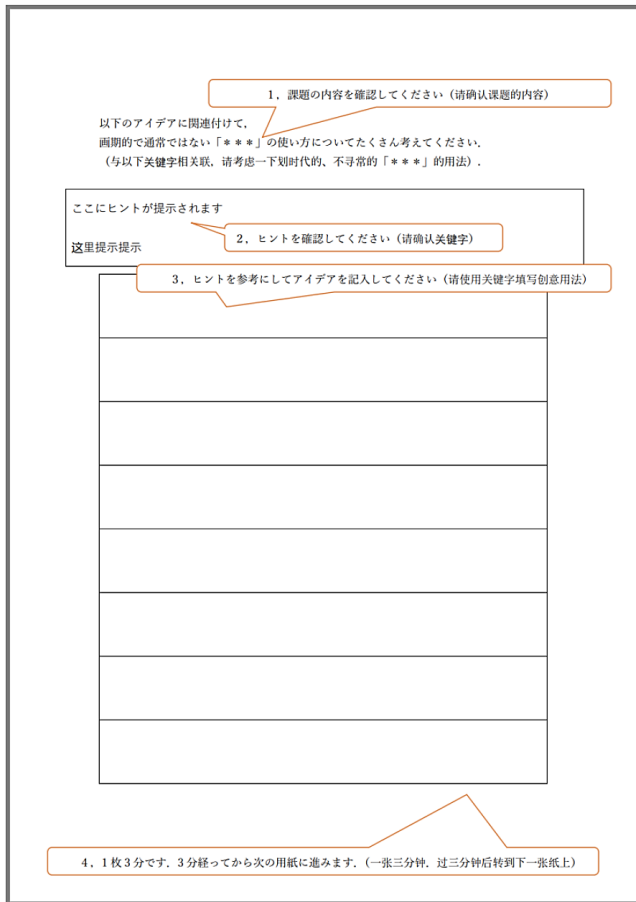 1，課題の内容を確認してください（请确认课题的内容）
以下のアイデアに関連付けて，
画期的で通常ではない「＊＊＊」の使い方についてたくさん考えてください．
（与以下关键字相关联，请考虑一下划时代的、不寻常的「＊＊＊」的用法）．
ここにヒントが提示されます
2，ヒントを確認してください（请确认关键字）
这里提示提示
3，ヒントを参考にしてアイデアを記入してください（请使用关键字填写创意用法）
4，1枚3分です．3分経ってから次の用紙に進みます．（一张三分钟．过三分钟后转到下一张纸上）